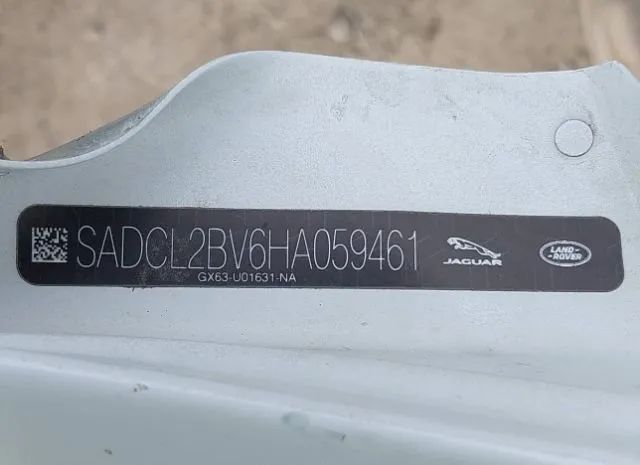 SADCL2BV6HA059461
GX63-U01631-NA
JAGUAR
LAND-
ROVER